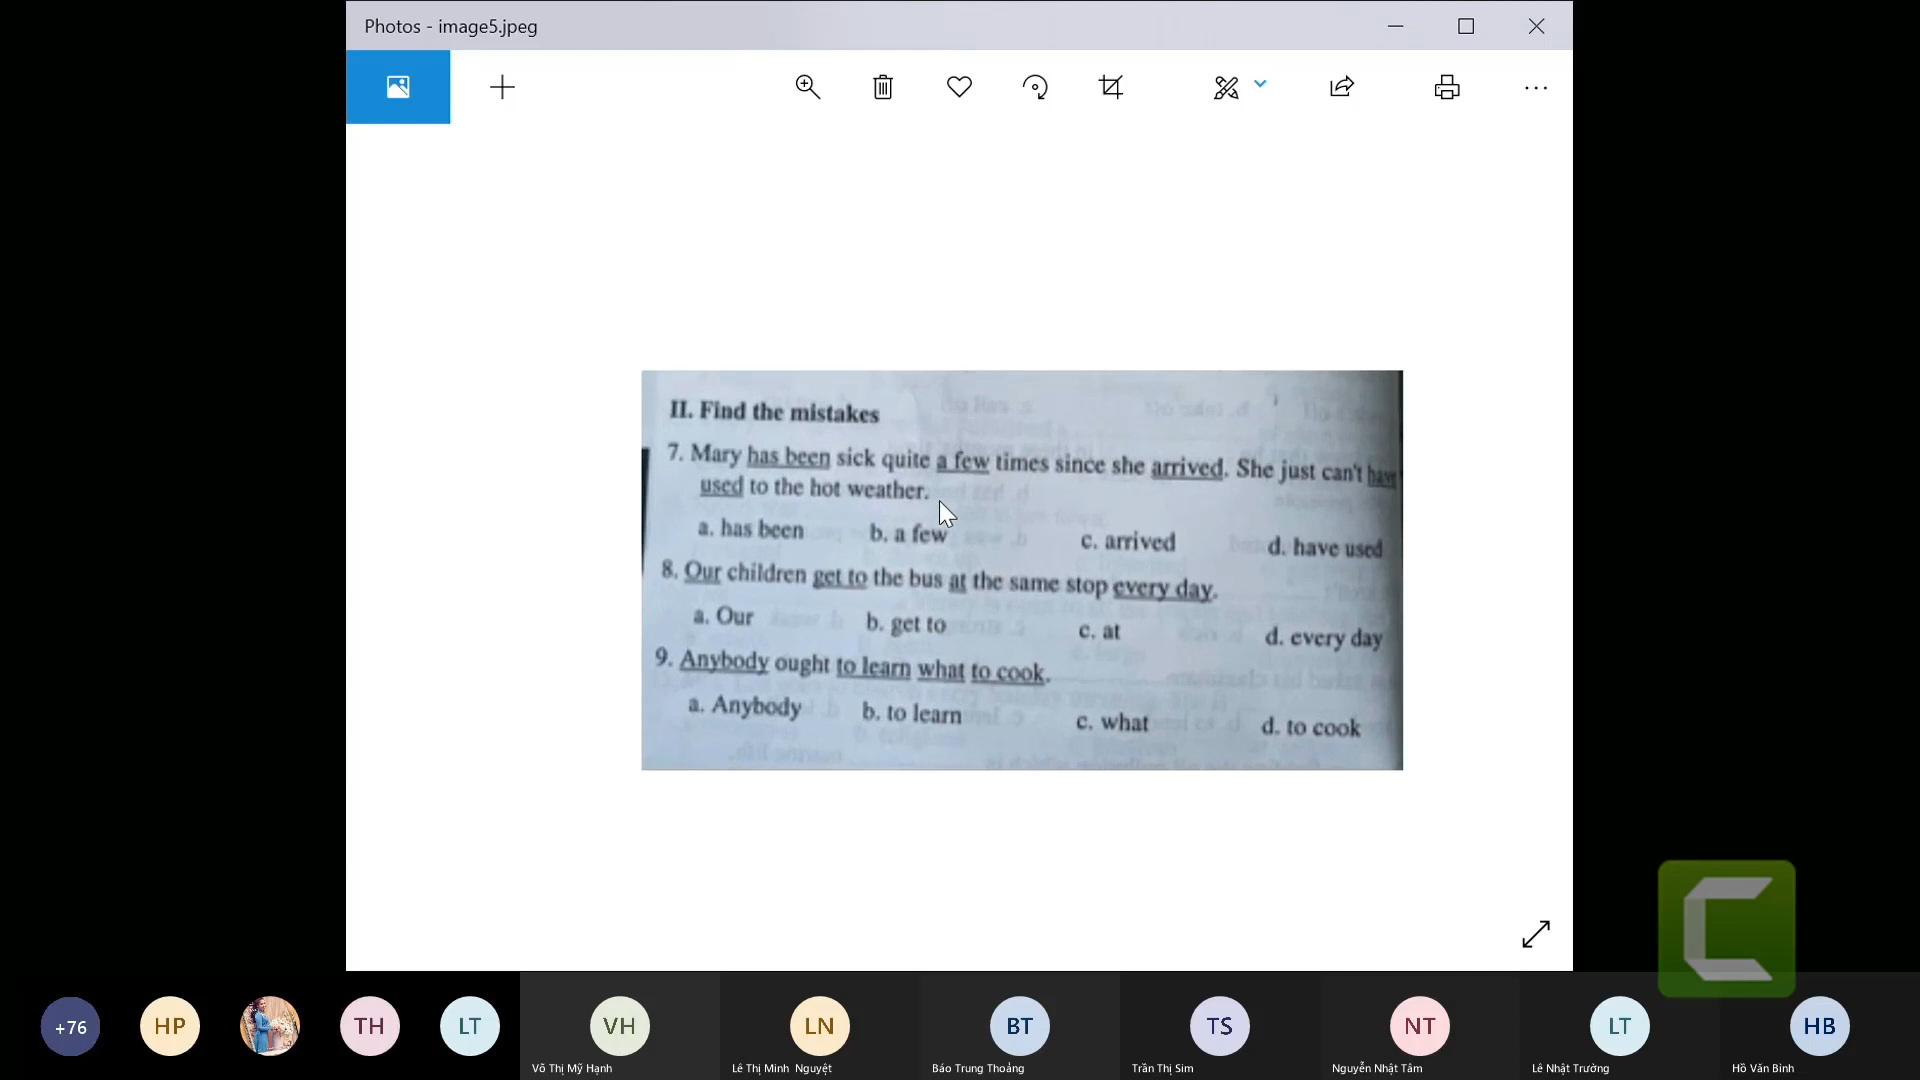 Photos - image5.jpeg
II. Find the mistakes
7. Mary has been sick quite a few times since she arrived. She just can't have
used to the hot weather.
a. has been b. a few c. arrived d. have used
8. Our children get to the bus at the same stop every day.
a. Our b. get to c. at d. every day
9. Anybody ought to learn what to cook.
a. Anybody b. to learn c. what d. to cook
+76 HP TH LT VH LN BT TS NT LT HB
Võ Thị Mỹ Hạnh Lê Thị Minh Nguyệt Báo Trung Thoảng Trần Thị Sim Nguyễn Nhật Tâm Lê Nhật Trường Hồ Văn Bình